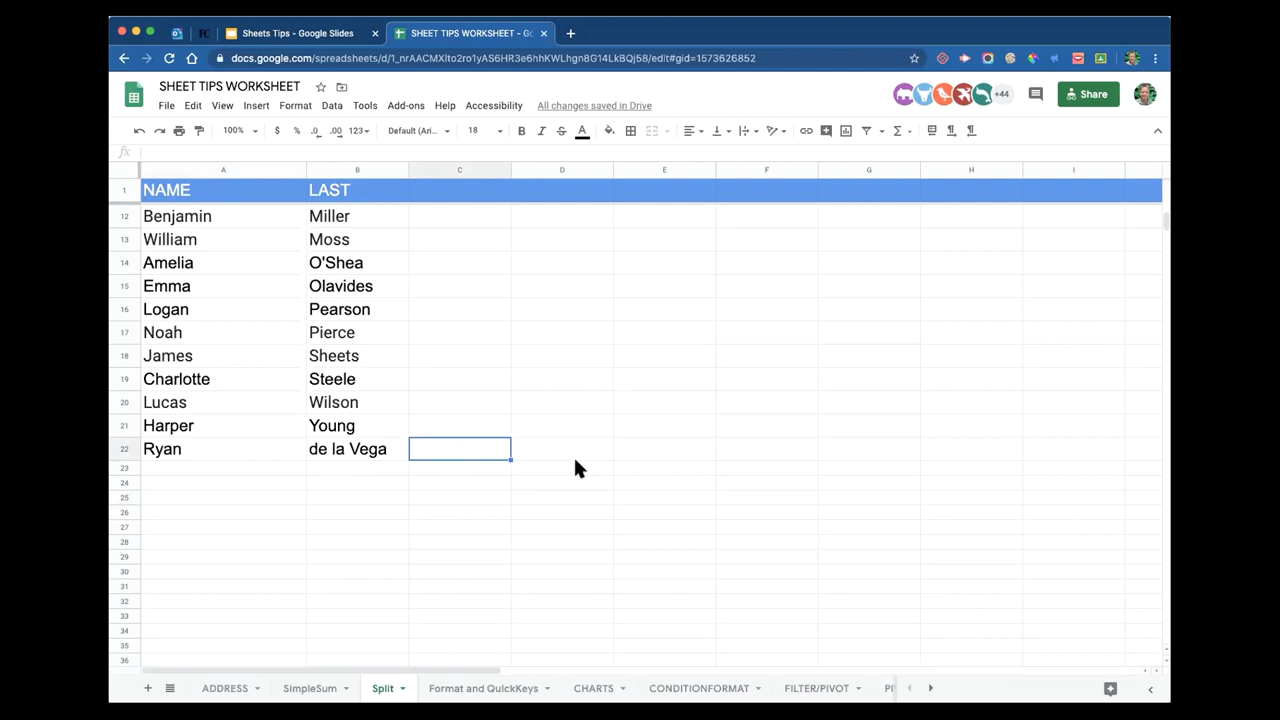 Sheets Tips - Google Slides
SHEET TIPS WORKSHEET - Go
docs.google.com/spreadsheets/d/1_nrAACMXIto2ro1yAS6HR3e6hhKWLhgn8G14LkBQj58/edit#gid=1573626852
SHEET TIPS WORKSHEET
File Edit View Insert Format Data Tools Add-ons Help Accessibility All changes saved in Drive
+44
Share
100% $ % .0 .00 123 Default (Ari... 18 B I S A
fx
A B C D E F G H I
1 NAME LAST
12 Benjamin Miller
13 William Moss
14 Amelia O'Shea
15 Emma Olavides
16 Logan Pearson
17 Noah Pierce
18 James Sheets
19 Charlotte Steele
20 Lucas Wilson
21 Harper Young
22 Ryan de la Vega
23
24
25
26
27
28
29
30
31
32
33
34
35
36
ADDRESS SimpleSum Split Format and QuickKeys CHARTS CONDITIONFORMAT FILTER/PIVOT